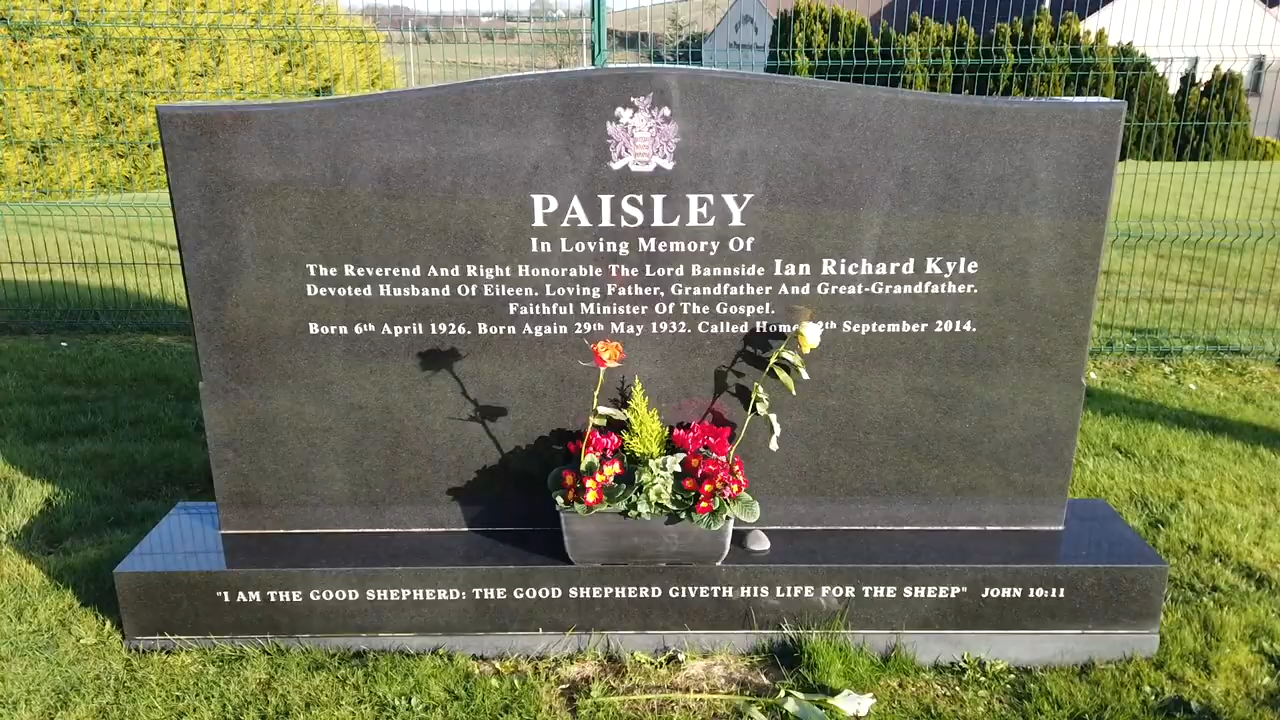 PAISLEY
In Loving Memory Of
The Reverend And Right Honorable The Lord Bannside Ian Richard Kyle
Devoted Husband Of Eileen. Loving Father, Grandfather And Great-Grandfather.
Faithful Minister Of The Gospel.
Born 6th April 1926. Born Again 29th May 1932. Called Home 2th September 2014.
"I AM THE GOOD SHEPHERD: THE GOOD SHEPHERD GIVETH HIS LIFE FOR THE SHEEP" JOHN 10:11